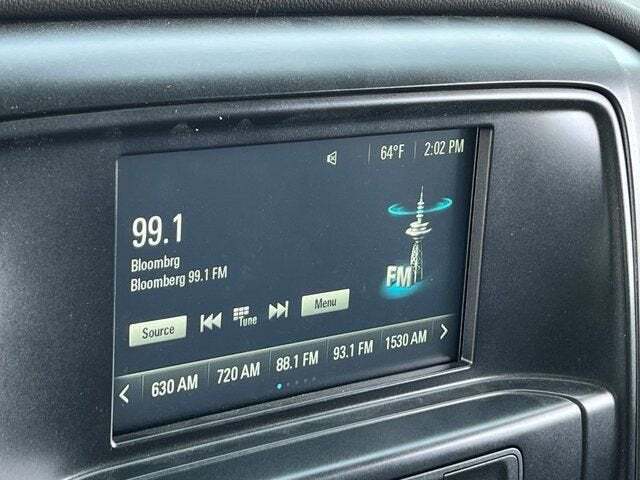 64°F 2:02 PM
99.1
Bloombrg
Bloomberg 99.1 FM
FM
Source Tune Menu
630 AM 720 AM 88.1 FM 93.1 FM 1530 AM